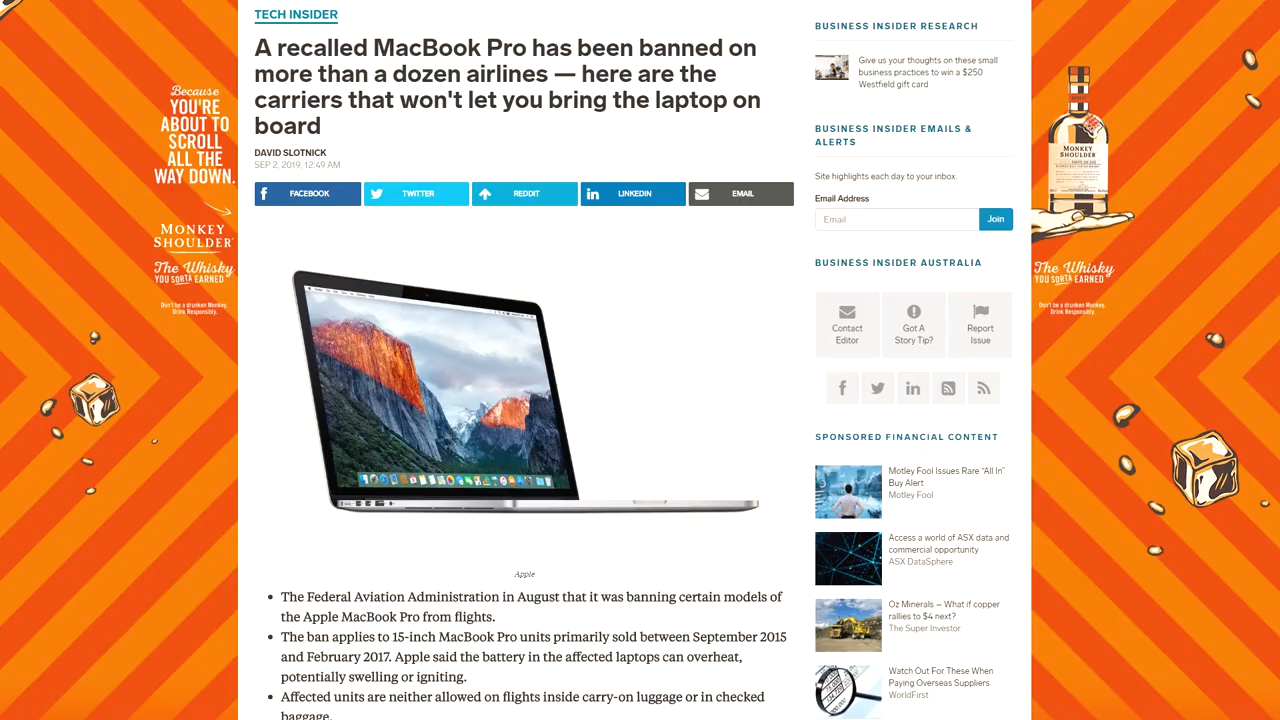 TECH INSIDER
A recalled MacBook Pro has been banned on
more than a dozen airlines — here are the
carriers that won't let you bring the laptop on
board
DAVID SLOTNICK
SEP 2, 2019, 12:49 AM
FACEBOOK
TWITTER
REDDIT
LINKEDIN
EMAIL
Apple
• The Federal Aviation Administration in August that it was banning certain models of
the Apple MacBook Pro from flights.
• The ban applies to 15-inch MacBook Pro units primarily sold between September 2015
and February 2017. Apple said the battery in the affected laptops can overheat,
potentially swelling or igniting.
• Affected units are neither allowed on flights inside carry-on luggage or in checked
baggage.
BUSINESS INSIDER RESEARCH
Give us your thoughts on these small
business practices to win a $250
Westfield gift card
BUSINESS INSIDER EMAILS &
ALERTS
Site highlights each day to your inbox.
Email Address
Email
Join
BUSINESS INSIDER AUSTRALIA
Contact
Editor
Got A
Story Tip?
Report
Issue
SPONSORED FINANCIAL CONTENT
Motley Fool Issues Rare “All In”
Buy Alert
Motley Fool
Access a world of ASX data and
commercial opportunity
ASX DataSphere
Oz Minerals – What if copper
rallies to $4 next?
The Super Investor
Watch Out For These When
Paying Overseas Suppliers
WorldFirst
Because
YOU'RE
ABOUT TO
SCROLL
ALL THE
WAY DOWN.
MONKEY
SHOULDER
The Whisky
YOU SORTA EARNED
Don't be a drunken Monkey.
Drink Responsibly.
MONKEY
SHOULDER
The Whisky
YOU SORTA EARNED
Don't be a drunken Monkey.
Drink Responsibly.